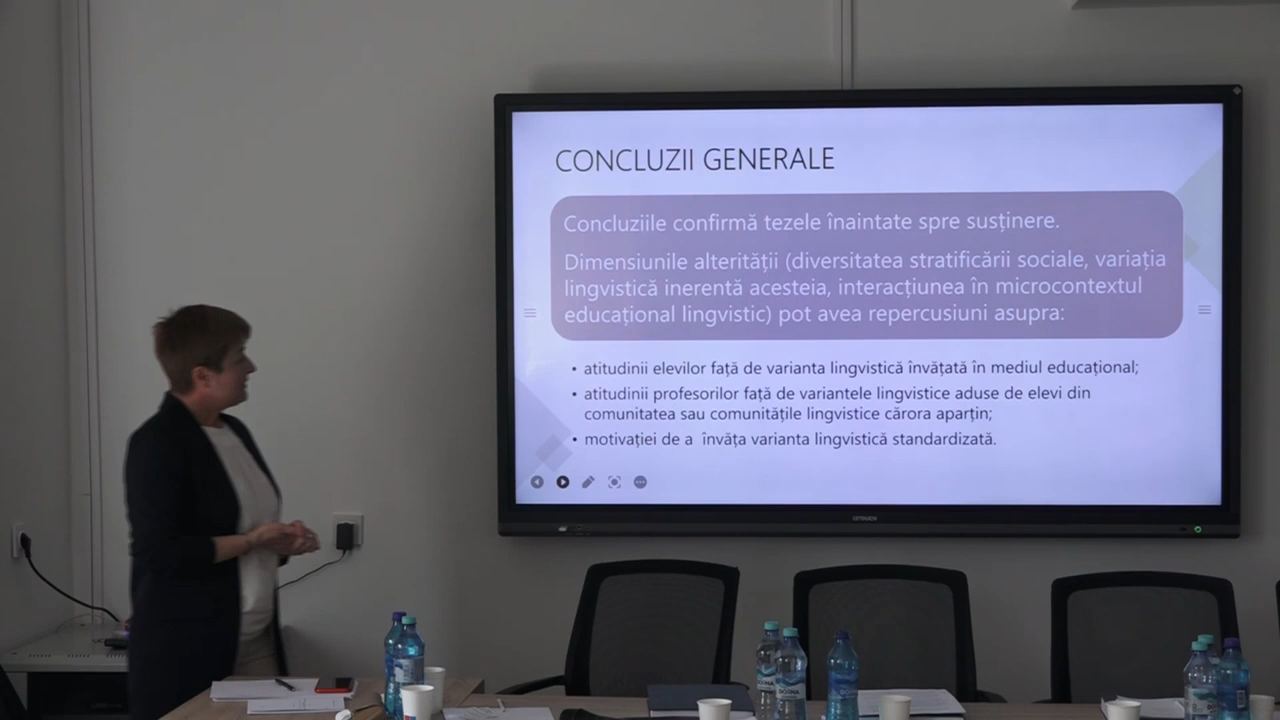 CONCLUZII GENERALE
Concluziile confirmă tezele înaintate spre susținere.
Dimensiunile alterității (diversitatea stratificării sociale, variația
lingvistică inerentă acesteia, interacțiunea în microcontextul
educațional lingvistic) pot avea repercusiuni asupra:
• atitudinii elevilor față de varianta lingvistică învățată în mediul educațional;
• atitudinii profesorilor față de variantele lingvistice aduse de elevi din
comunitatea sau comunitățile lingvistice cărora aparțin;
• motivației de a învăța varianta lingvistică standardizată.